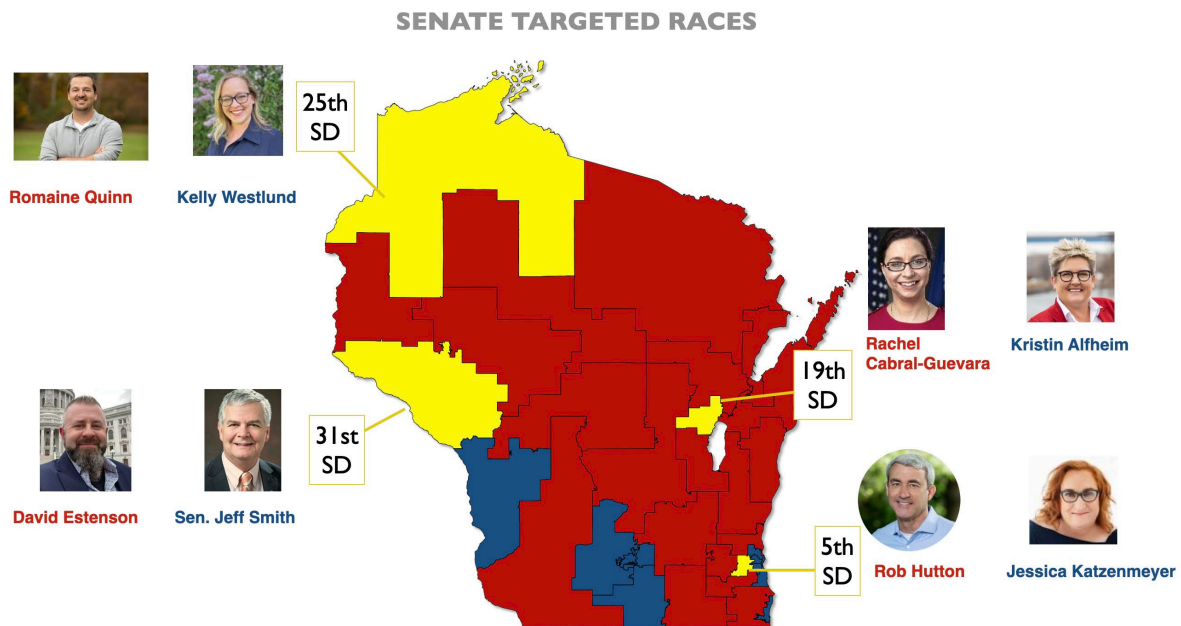 SENATE TARGETED RACES
25th
SD
Romaine Quinn
Kelly Westlund
Rachel
Cabral-Guevara
Kristin Alfheim
19th
SD
31st
SD
David Estenson
Sen. Jeff Smith
5th
SD
Rob Hutton
Jessica Katzenmeyer